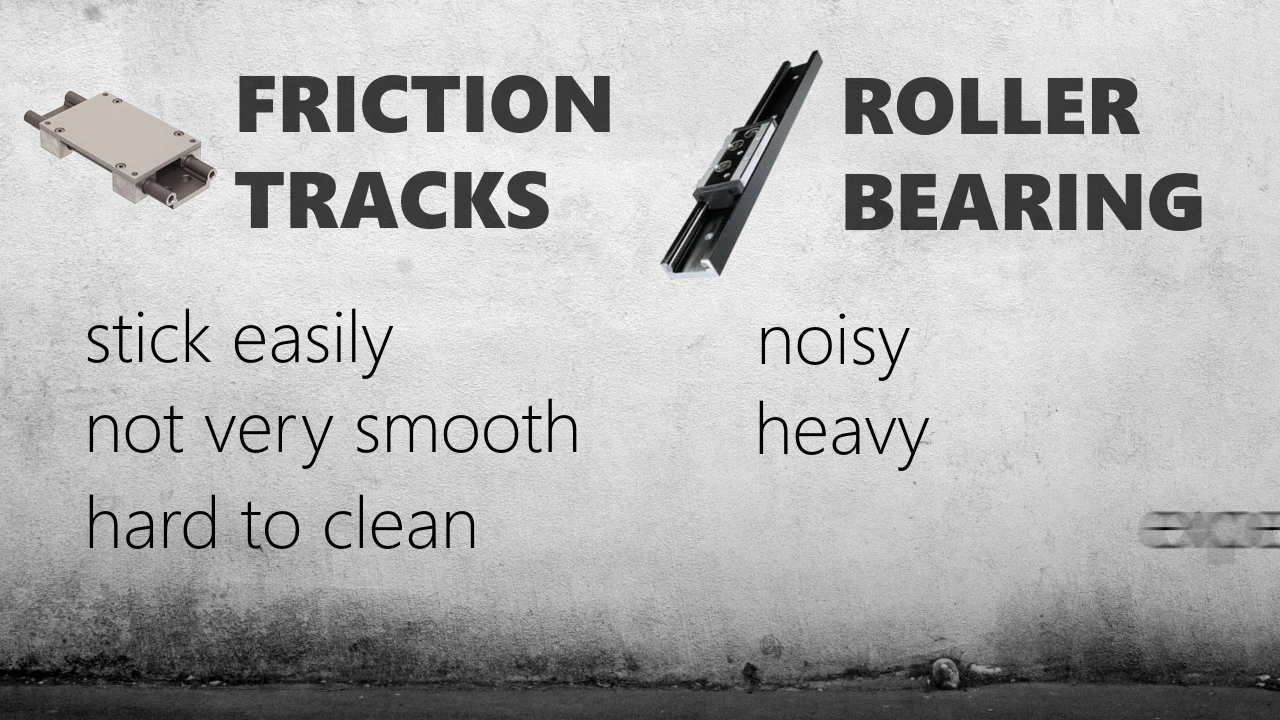 FRICTION
TRACKS
stick easily
not very smooth
hard to clean
ROLLER
BEARING
noisy
heavy